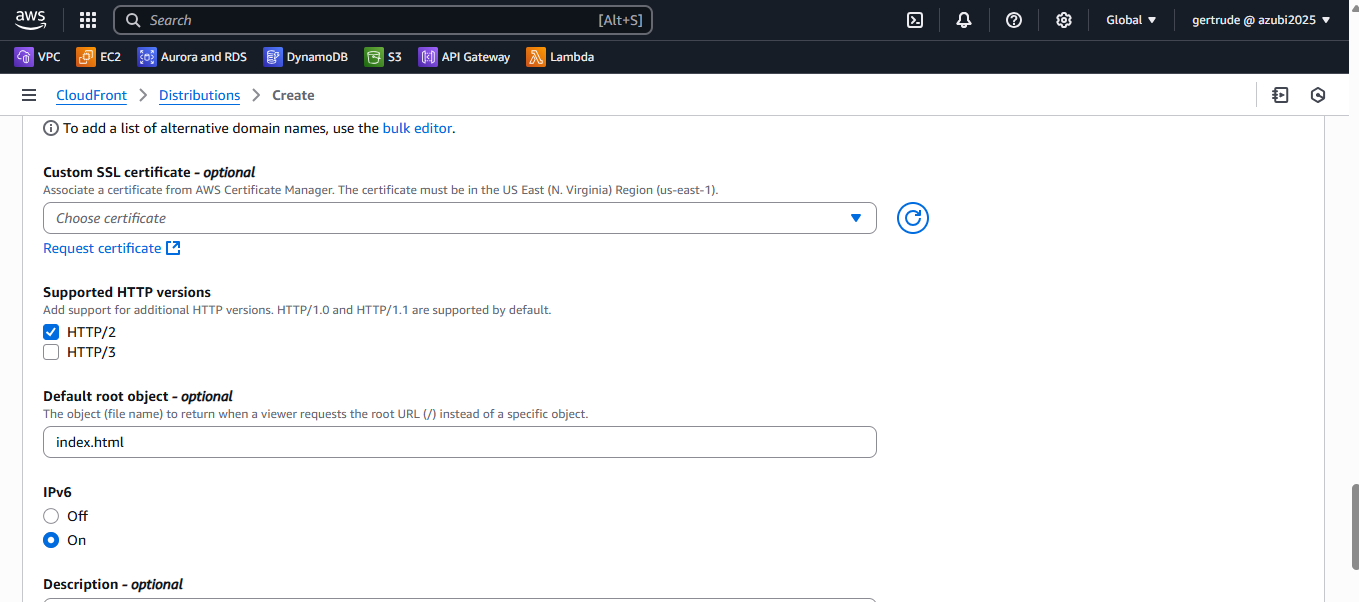 aws
Search [Alt+S] Global gertrude @ azubi2025
VPC EC2 Aurora and RDS DynamoDB S3 API Gateway Lambda
CloudFront > Distributions > Create
To add a list of alternative domain names, use the bulk editor.
Custom SSL certificate - optional
Associate a certificate from AWS Certificate Manager. The certificate must be in the US East (N. Virginia) Region (us-east-1).
Choose certificate
Request certificate
Supported HTTP versions
Add support for additional HTTP versions. HTTP/1.0 and HTTP/1.1 are supported by default.
HTTP/2
HTTP/3
Default root object - optional
The object (file name) to return when a viewer requests the root URL (/) instead of a specific object.
index.html
IPv6
Off
On
Description - optional